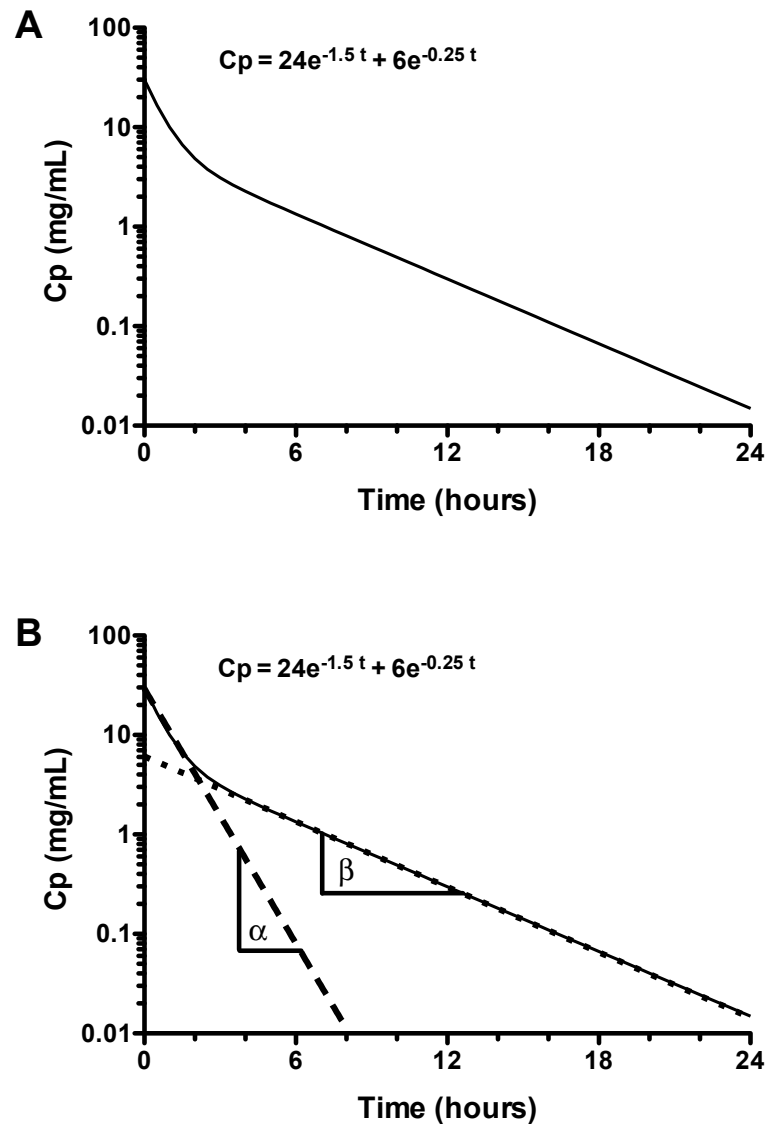 A
Cp = 24e^-1.5 t + 6e^-0.25 t
100
10
1
0.1
0.01
Cp (mg/mL)
0 6 12 18 24
Time (hours)
B
Cp = 24e^-1.5 t + 6e^-0.25 t
100
10
1
0.1
0.01
Cp (mg/mL)
β
α
0 6 12 18 24
Time (hours)